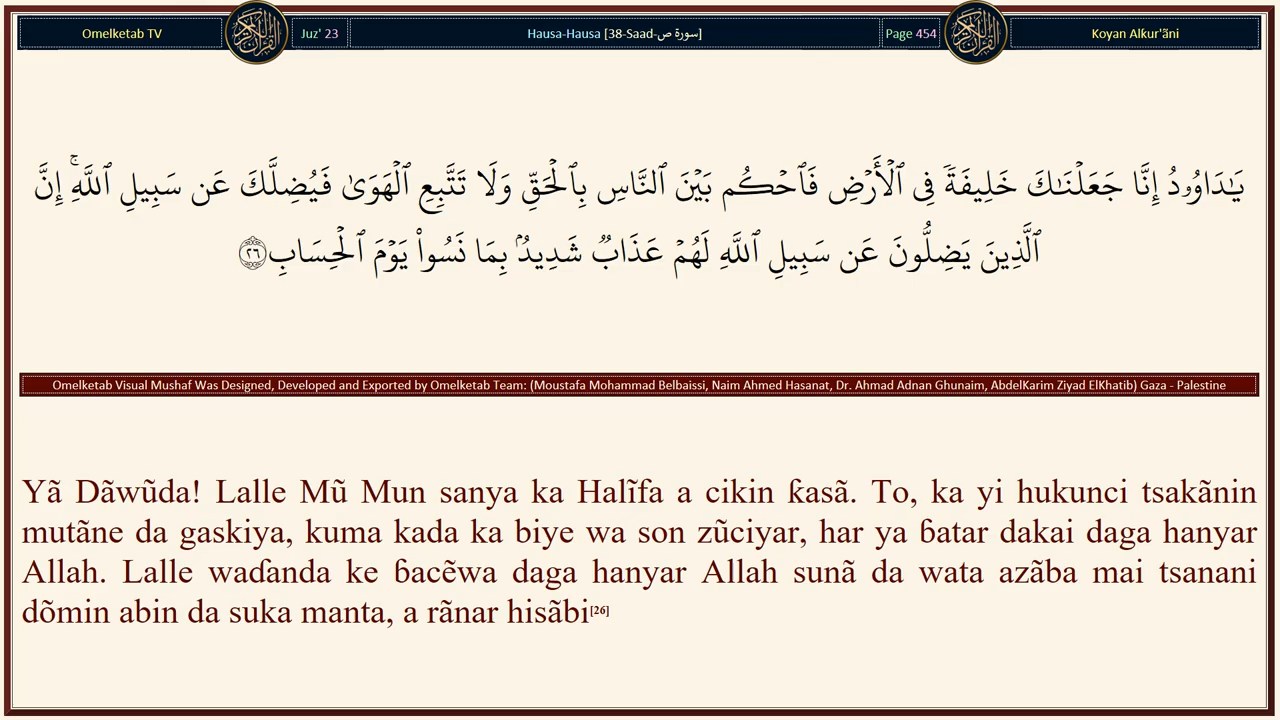 Omelketab TV
Juz' 23
Hausa-Hausa [38-Saad-سورة ص]
Page 454
Koyan Alƙur'ãni
يَٰدَاوُۥدُ إِنَّا جَعَلۡنَٰكَ خَلِيفَةٗ فِي ٱلۡأَرۡضِ فَٱحۡكُم بَيۡنَ ٱلنَّاسِ بِٱلۡحَقِّ وَلَا تَتَّبِعِ ٱلۡهَوَىٰ فَيُضِلَّكَ عَن سَبِيلِ ٱللَّهِۚ إِنَّ
ٱلَّذِينَ يَضِلُّونَ عَن سَبِيلِ ٱللَّهِ لَهُمۡ عَذَابٞ شَدِيدُۢ بِمَا نَسُواْ يَوۡمَ ٱلۡحِسَابِ ٢٦
Omelketab Visual Mushaf Was Designed, Developed and Exported by Omelketab Team: (Moustafa Mohammad Belbaissi, Naim Ahmed Hasanat, Dr. Ahmad Adnan Ghunaim, AbdelKarim Ziyad ElKhatib) Gaza - Palestine
Yã Dãwũda! Lalle Mũ Mun sanya ka Halĩfa a cikin ƙasã. To, ka yi hukunci tsakãnin
mutãne da gaskiya, kuma kada ka biye wa son zũciyar, har ya ɓatar dakai daga hanyar
Allah. Lalle waɗanda ke ɓacẽwa daga hanyar Allah sunã da wata azãba mai tsanani
dõmin abin da suka manta, a rãnar hisãbi[26]